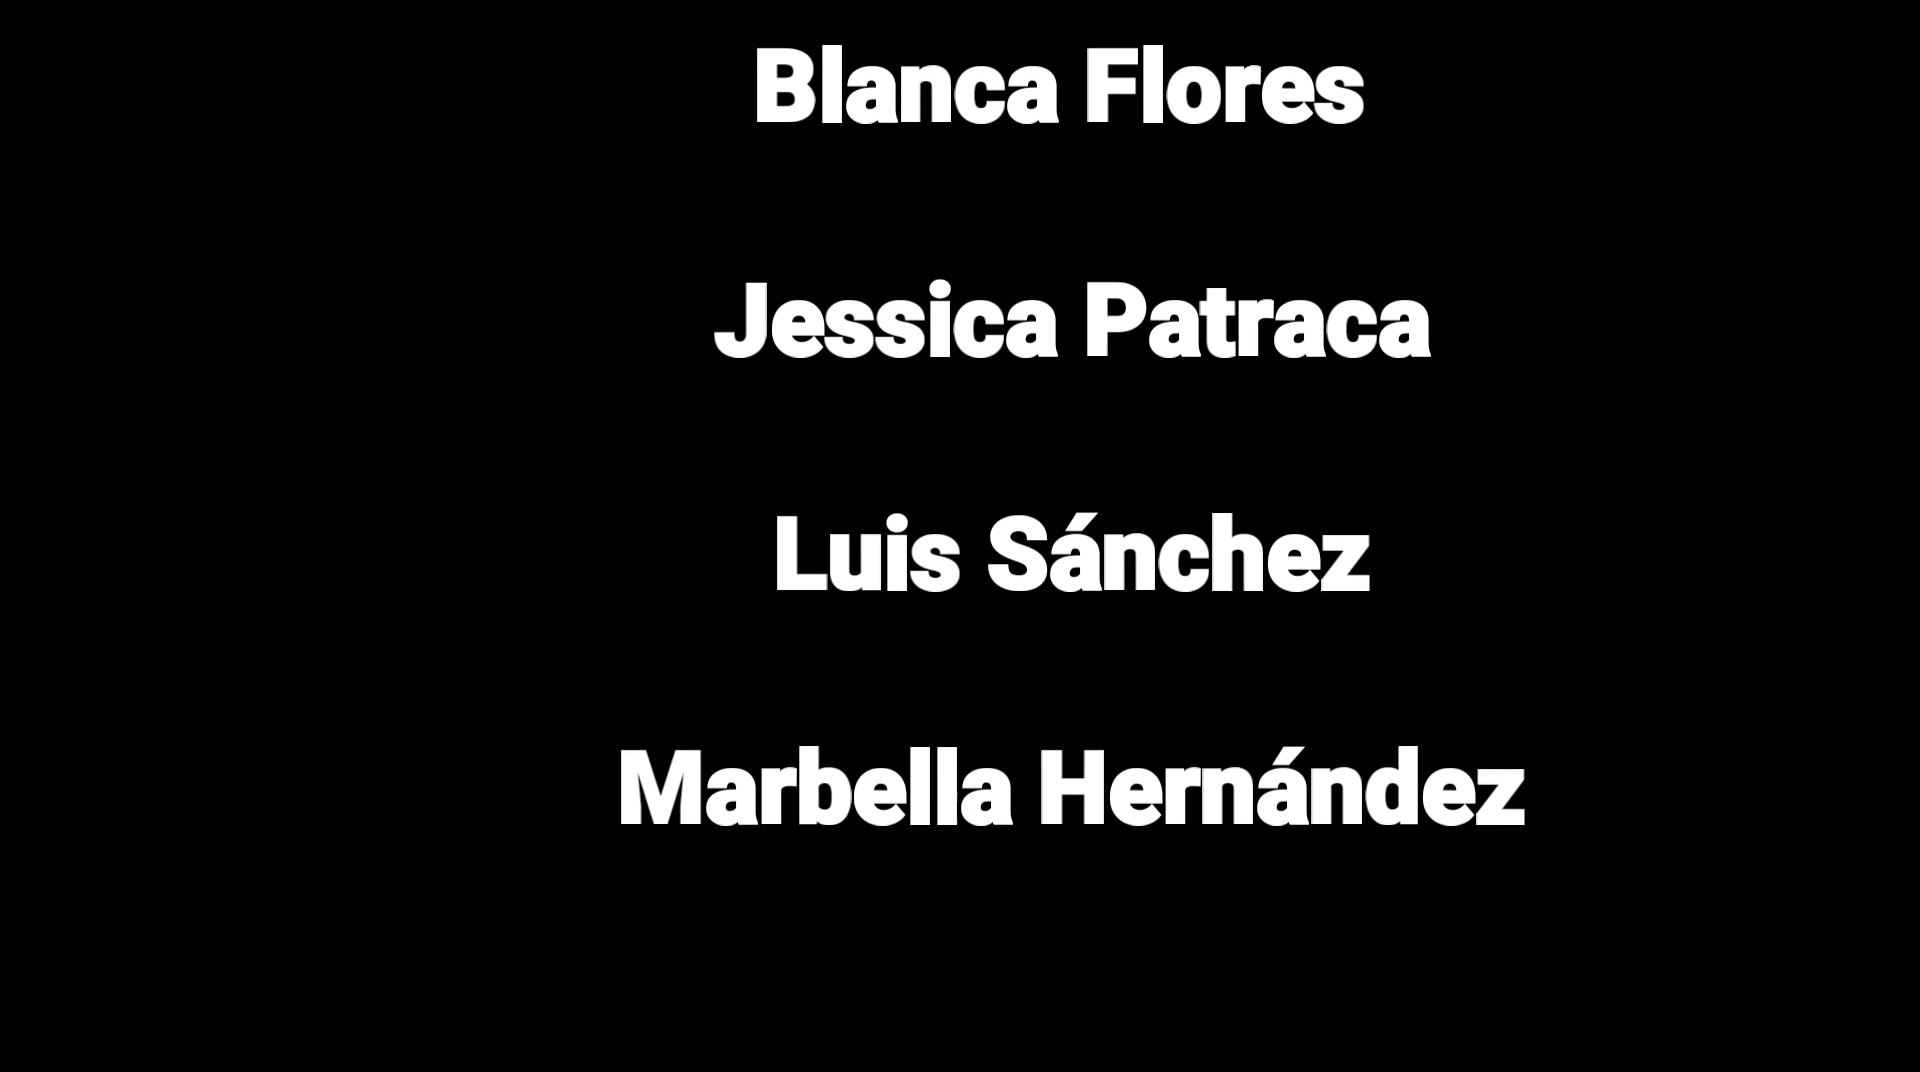 Blanca Flores
Jessica Patraca
Luis Sánchez
Marbella Hernández